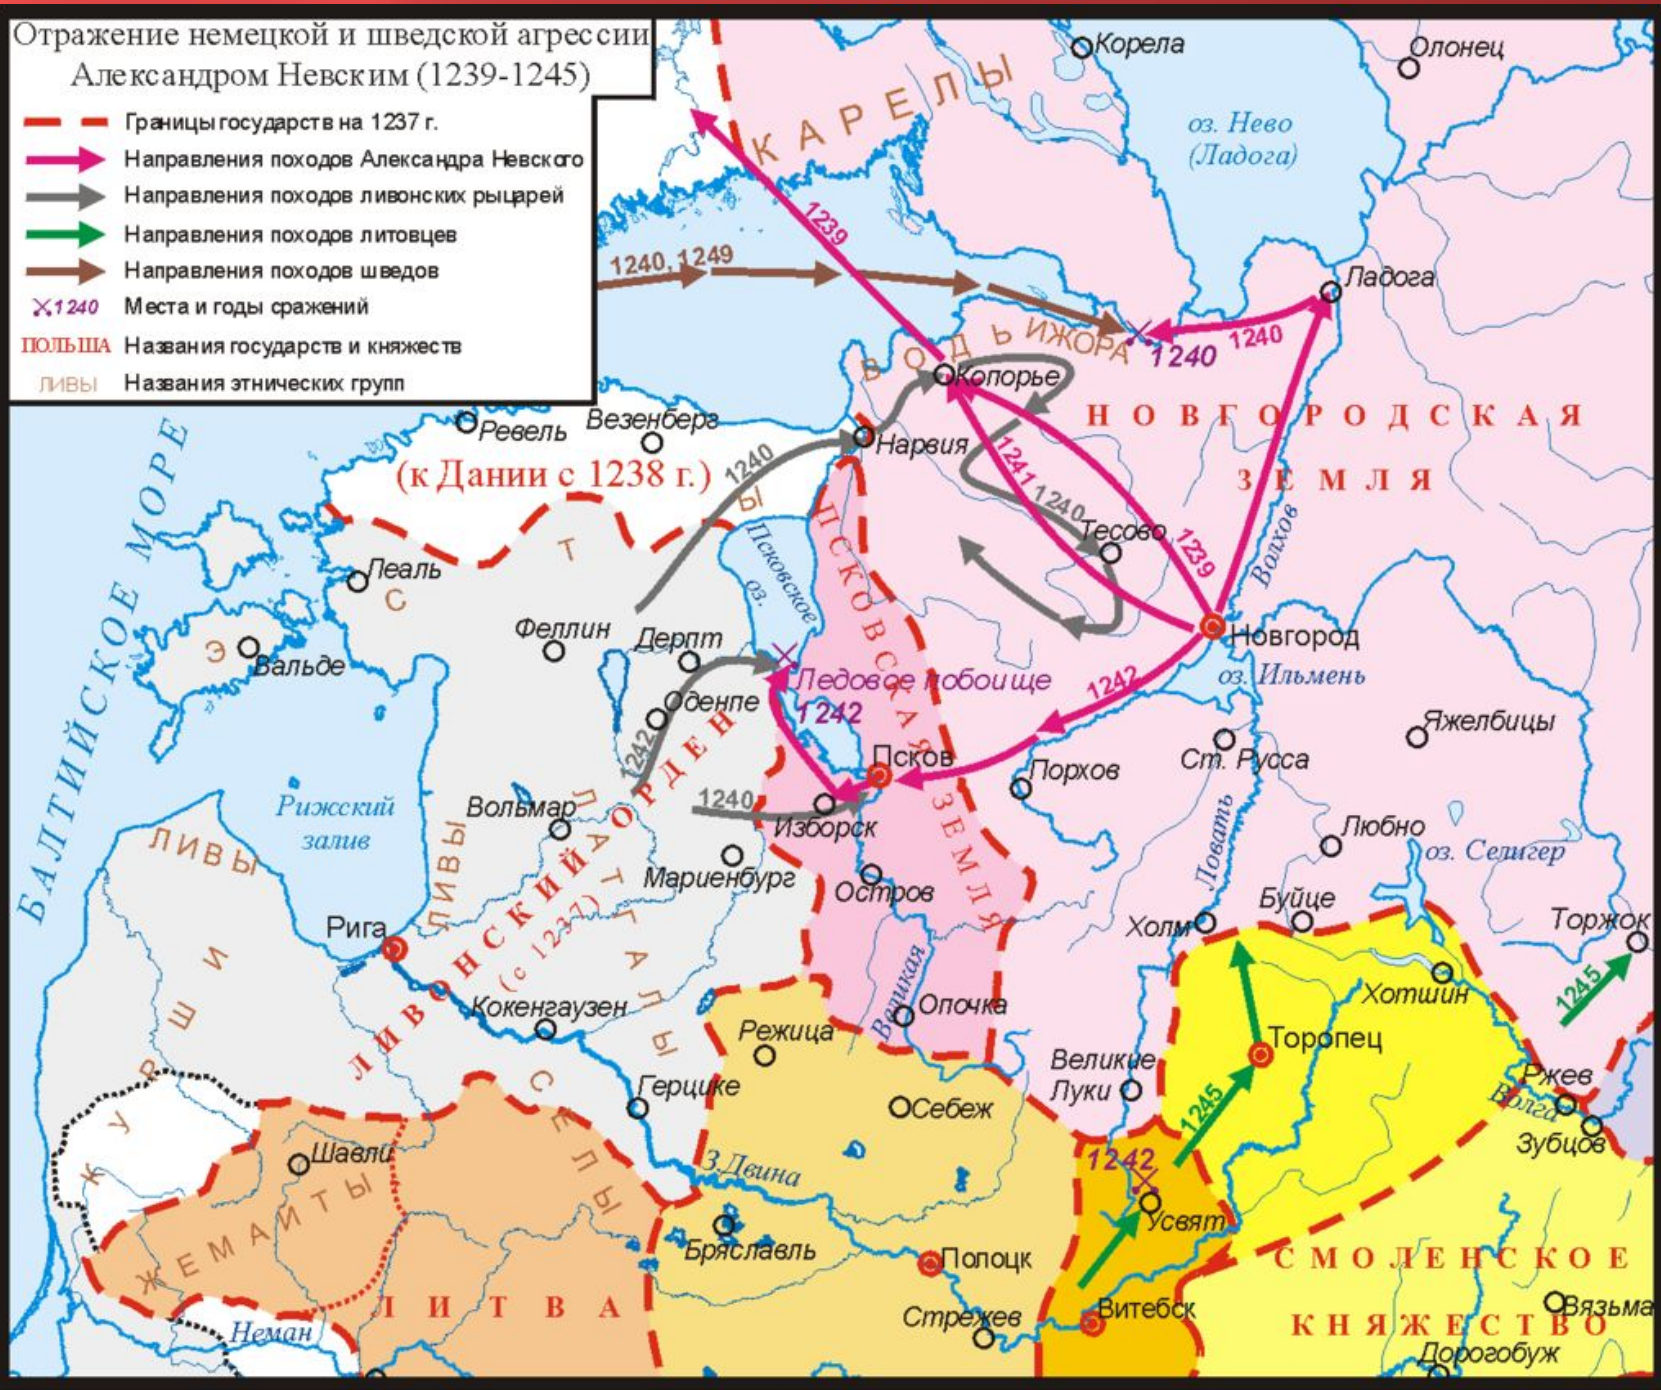 Отражение немецкой и шведской агрессии
Александром Невским (1239-1245)
Границы государств на 1237 г.
Направления походов Александра Невского
Направления походов ливонских рыцарей
Направления походов литовцев
Направления походов шведов
1240
Места и годы сражений
ПОЛЬША
Названия государств и княжеств
ЛИВЫ
Названия этнических групп
Корела
Олонец
КАРЕЛЫ
оз. Нево
(Ладога)
1239
1240, 1249
Ладога
1240
1240
ВОДЬ
ИЖОРА
Копорье
НОВГОРОДСКАЯ
ЗЕМЛЯ
Ревель
Везенберг
Нарвия
(к Дании с 1238 г.)
1240
1241
1240
Тесово
1239
Волхов
БАЛТИЙСКОЕ МОРЕ
ЭСТЫ
Псковское
оз.
ПСКОВСКАЯ
ЗЕМЛЯ
Леаль
Вальде
Феллин
Дерпт
Оденпе
Новгород
оз. Ильмень
1242
Ледовое побоище
1242
1242
Яжелбицы
Ст. Русса
Псков
Порхов
1240
Изборск
Рижский
залив
Вольмар
Мариенбург
Остров
Ловать
Любно
оз. Селигер
ЛИВЫ
ЛИВЫ
ЛАТГАЛЫ
ЛИВОНСКИЙ ОРДЕН
(с 1237)
Рига
Холм
Буйце
Торжок
1245
Хотшин
КУРШИ
Кокенгаузен
Великая
Опочка
Режица
Торопец
Великие
Луки
Герцике
СЕЛЫ
Себеж
1245
Ржев
Волга
Зубцов
Шавли
ЖЕМАЙТЫ
З.Двина
1242
Усвят
Бряславль
Полоцк
СМОЛЕНСКОЕ
КНЯЖЕСТВО
ЛИТВА
Неман
Стрежев
Витебск
Вязьма
Дорогобуж